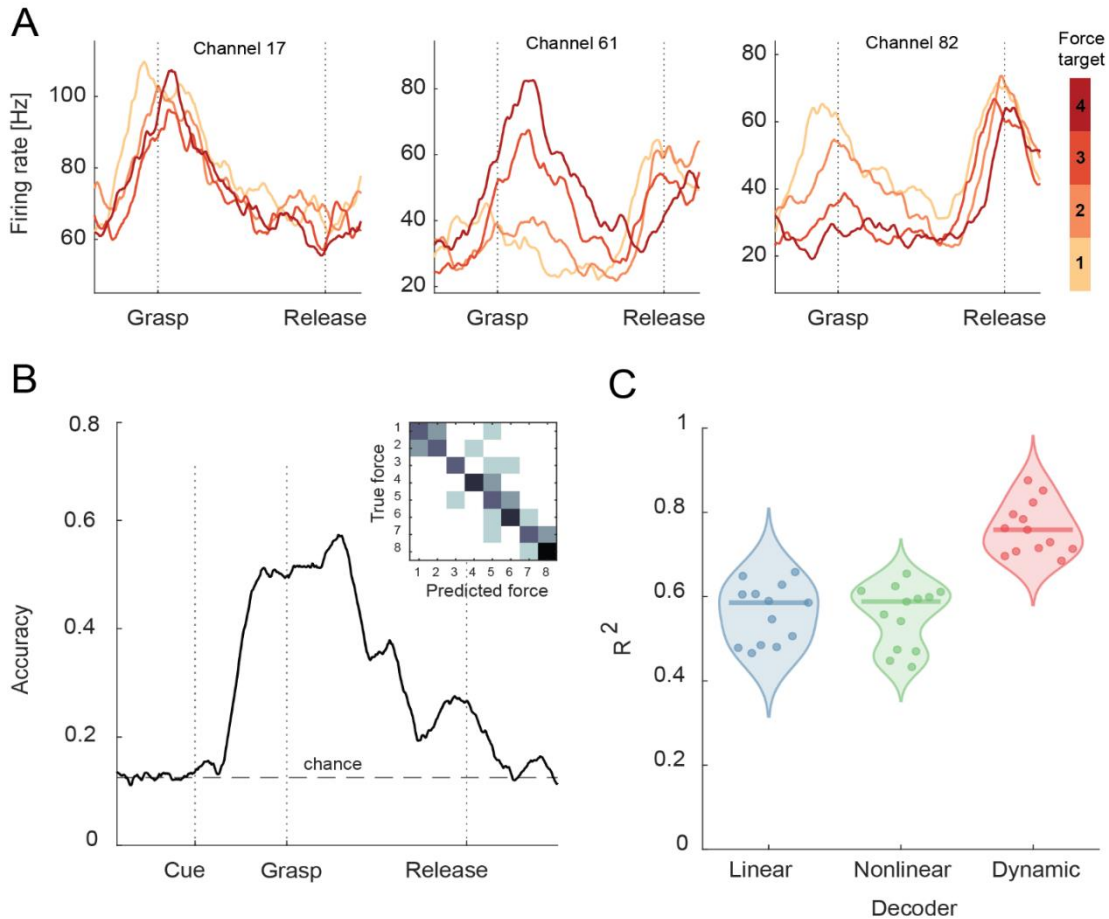 A
Channel 17
Channel 61
Channel 82
Force
target
Firing rate [Hz]
100
80
60
80
60
40
20
80
60
40
20
4
3
2
1
Grasp
Release
Grasp
Release
Grasp
Release
B
Accuracy
0.8
0.6
0.4
0.2
0
chance
Cue
Grasp
Release
True force
1
2
3
4
5
6
7
8
1 2 3 4 5 6 7 8
Predicted force
C
R²
1
0.8
0.6
0.4
0.2
0
Linear
Nonlinear
Dynamic
Decoder